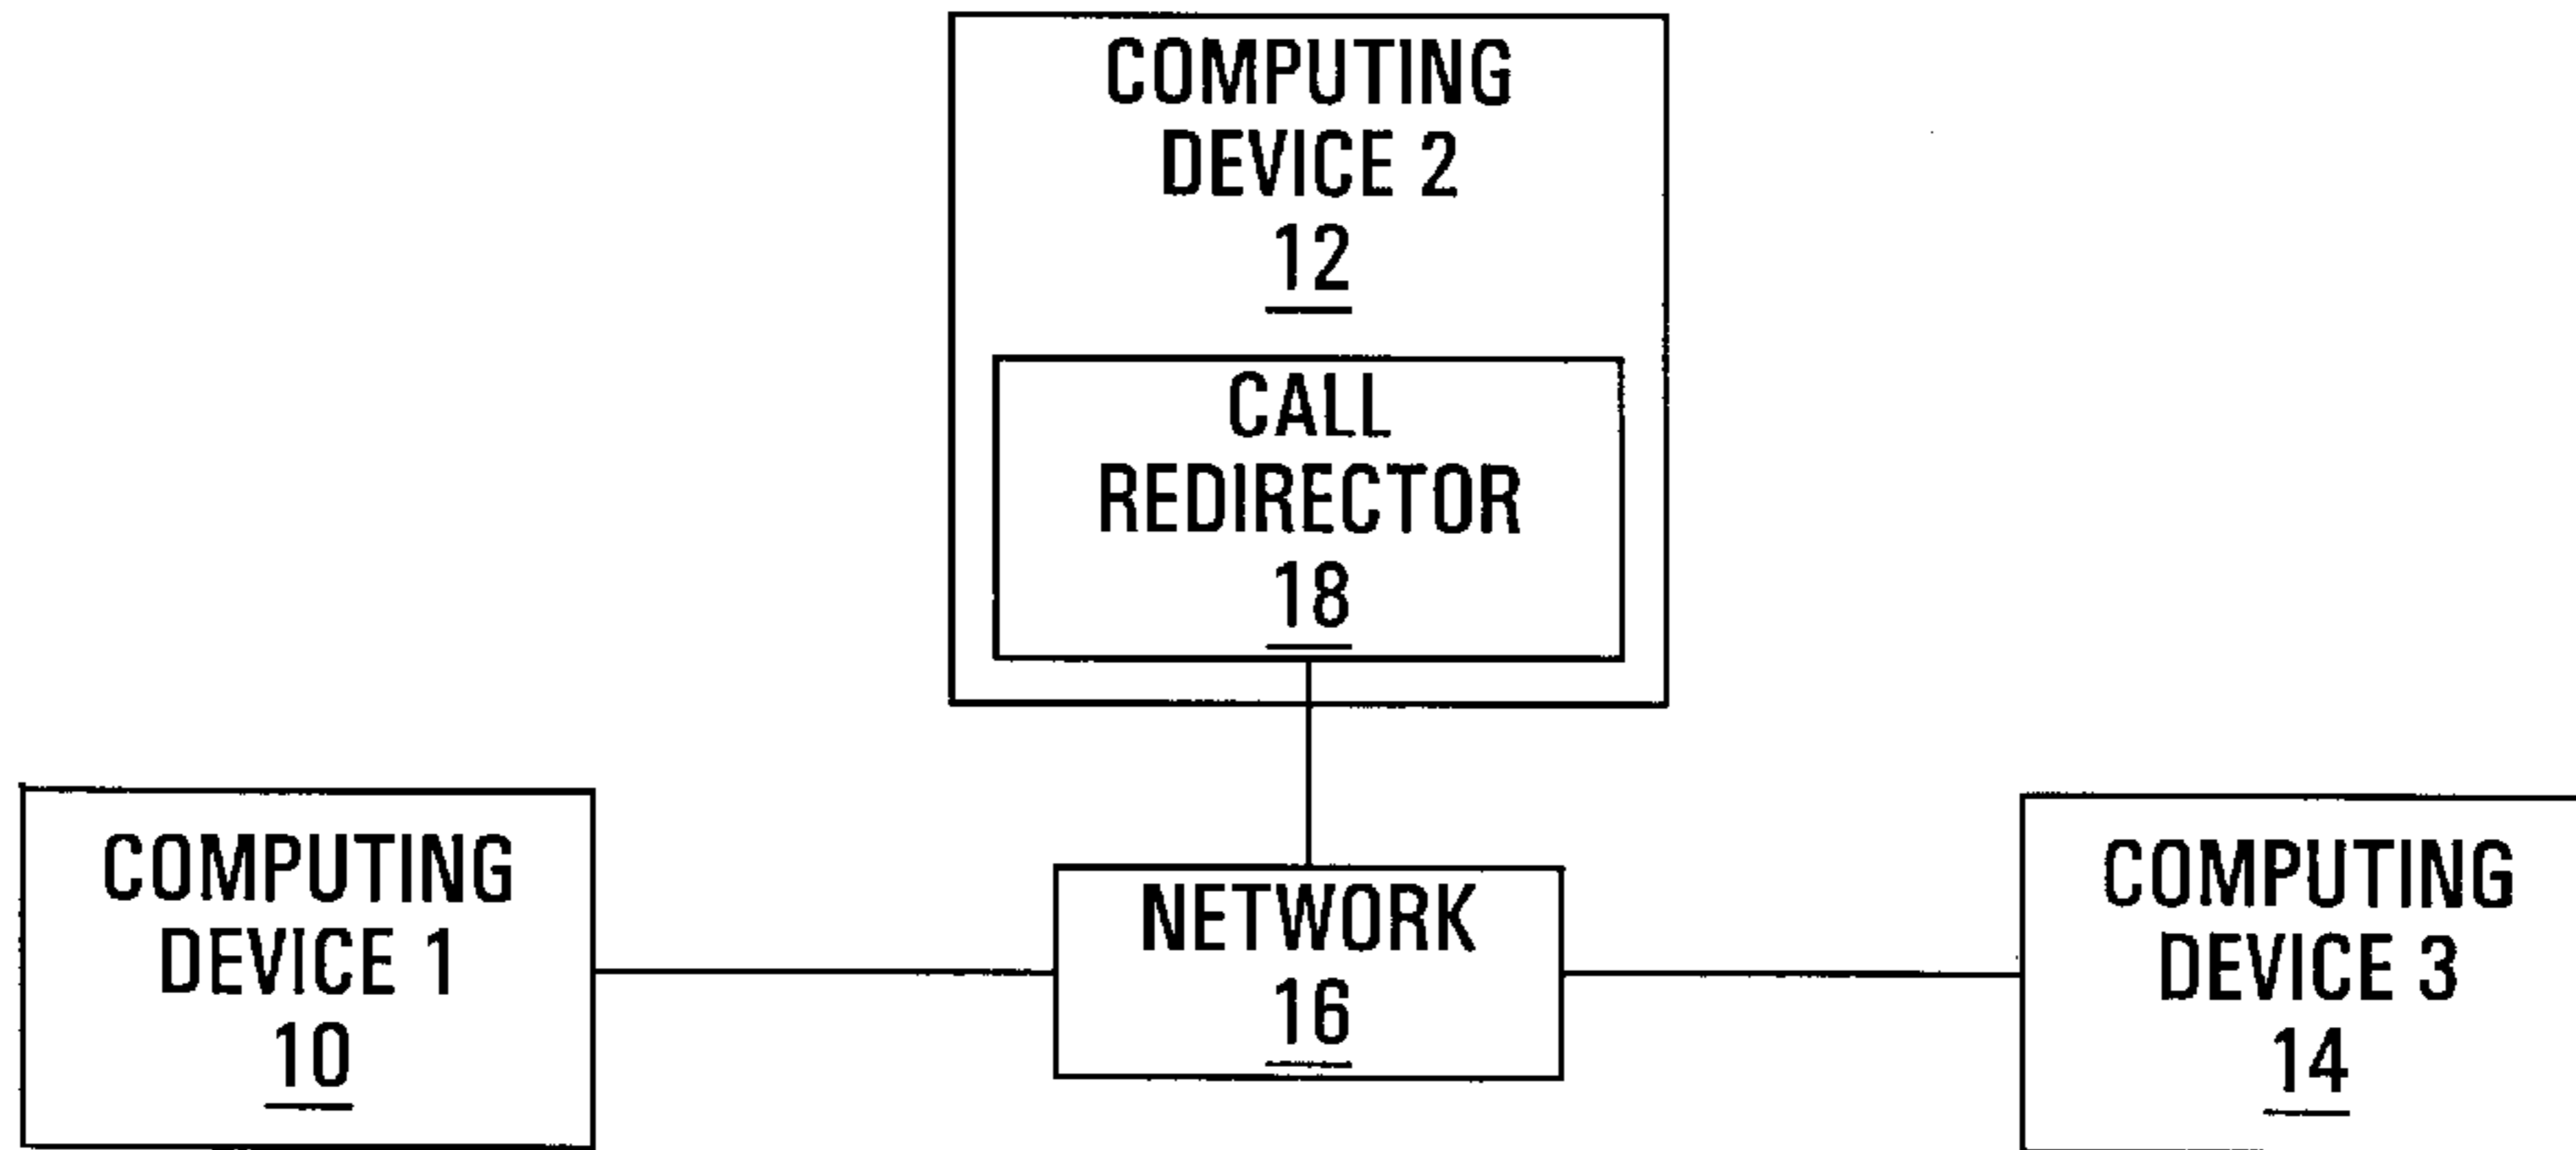 COMPUTING
DEVICE 2
12
CALL
REDIRECTOR
18
COMPUTING
DEVICE 1
10
NETWORK
16
COMPUTING
DEVICE 3
14